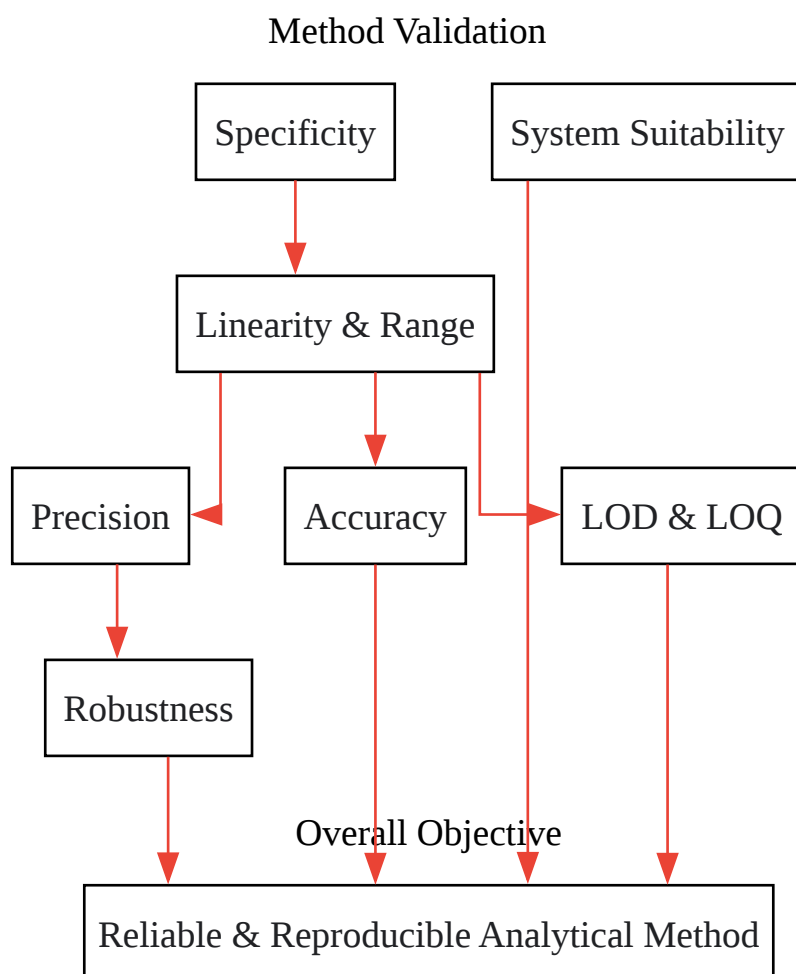 Method Validation
Specificity
System Suitability
Linearity & Range
Precision
Accuracy
LOD & LOQ
Robustness
Overall Objective
Reliable & Reproducible Analytical Method